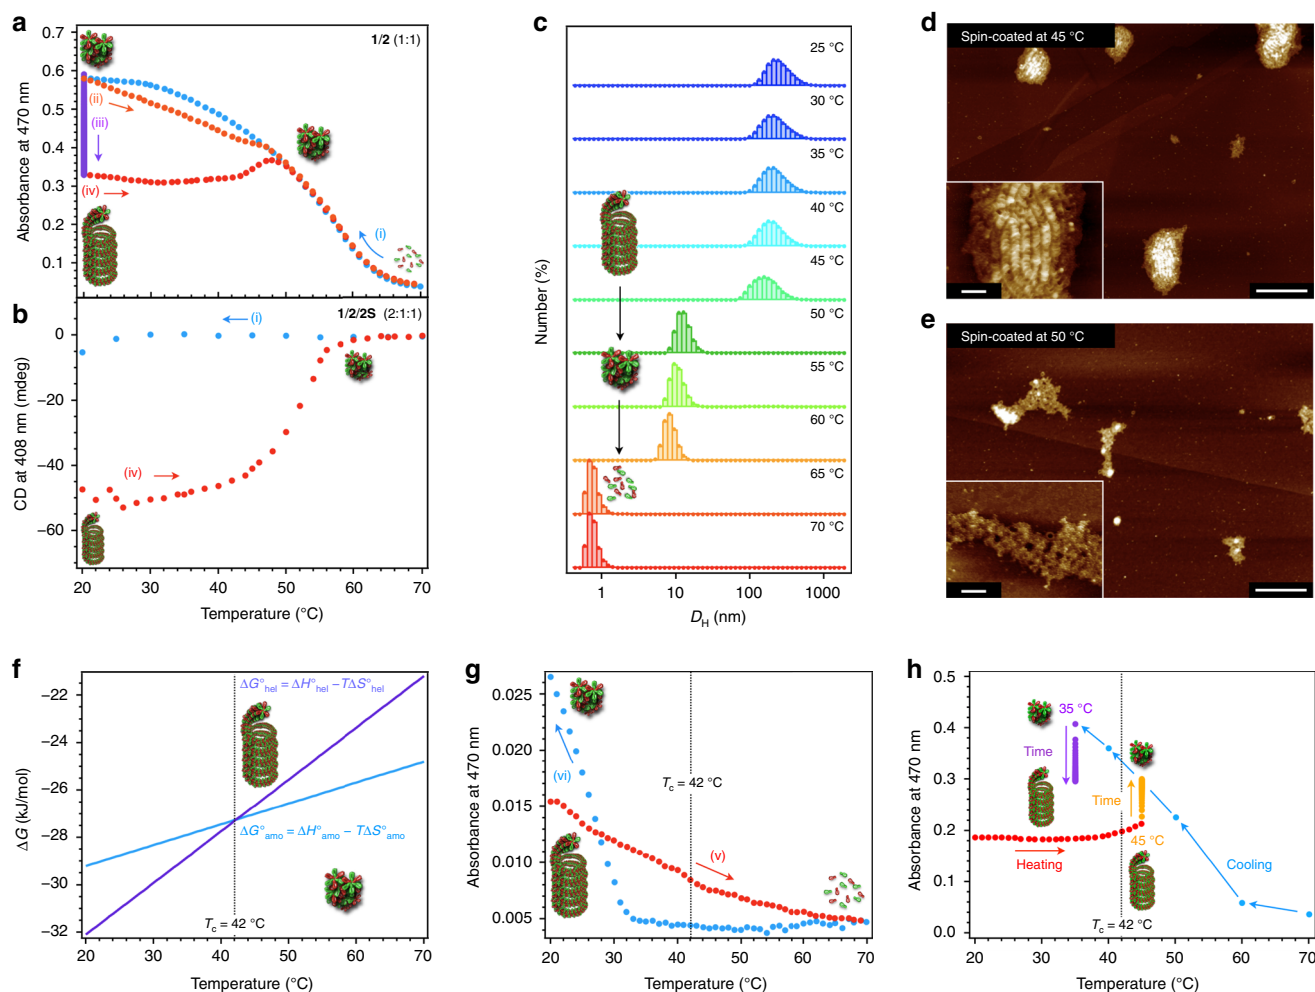 a
1/2 (1:1)
0.7
0.6
0.5
0.4
0.3
0.2
0.1
0
Absorbance at 470 nm
(ii)
(iii)
(iv)
(i)
b
1/2/2S (2:1:1)
0
–20
–40
–60
CD at 408 nm (mdeg)
(i)
(iv)
20 30 40 50 60 70
Temperature (°C)
c
25 °C
30 °C
35 °C
40 °C
45 °C
50 °C
55 °C
60 °C
65 °C
70 °C
Number (%)
1 10 100 1000
DH (nm)
d
Spin-coated at 45 °C
e
Spin-coated at 50 °C
f
–22
–24
–26
–28
–30
–32
ΔG (kJ/mol)
ΔG°hel = ΔH°hel – TΔS°hel
ΔG°amo = ΔH°amo – TΔS°amo
Tc = 42 °C
20 30 40 50 60 70
Temperature (°C)
g
0.025
0.020
0.015
0.010
0.005
Absorbance at 470 nm
(vi)
Tc = 42 °C
(v)
20 30 40 50 60 70
Temperature (°C)
h
0.5
0.4
0.3
0.2
0.1
0.0
Absorbance at 470 nm
35 °C
Time
Time
45 °C
Heating
Cooling
Tc = 42 °C
20 30 40 50 60 70
Temperature (°C)